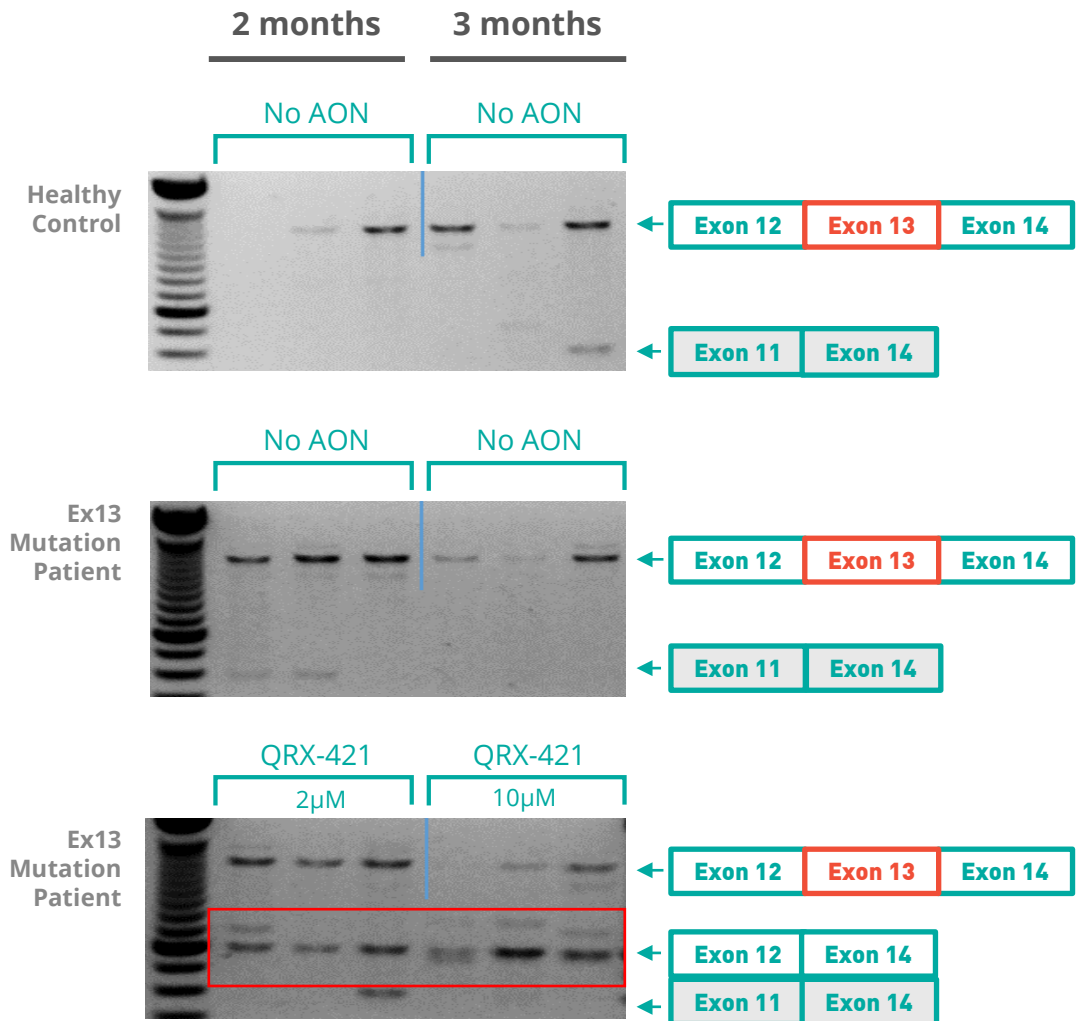 2 months 3 months
No AON No AON
Healthy
Control
Exon 12 Exon 13 Exon 14
Exon 11 Exon 14
No AON No AON
Ex13
Mutation
Patient
Exon 12 Exon 13 Exon 14
Exon 11 Exon 14
QRX-421 QRX-421
2µM 10µM
Ex13
Mutation
Patient
Exon 12 Exon 13 Exon 14
Exon 12 Exon 14
Exon 11 Exon 14